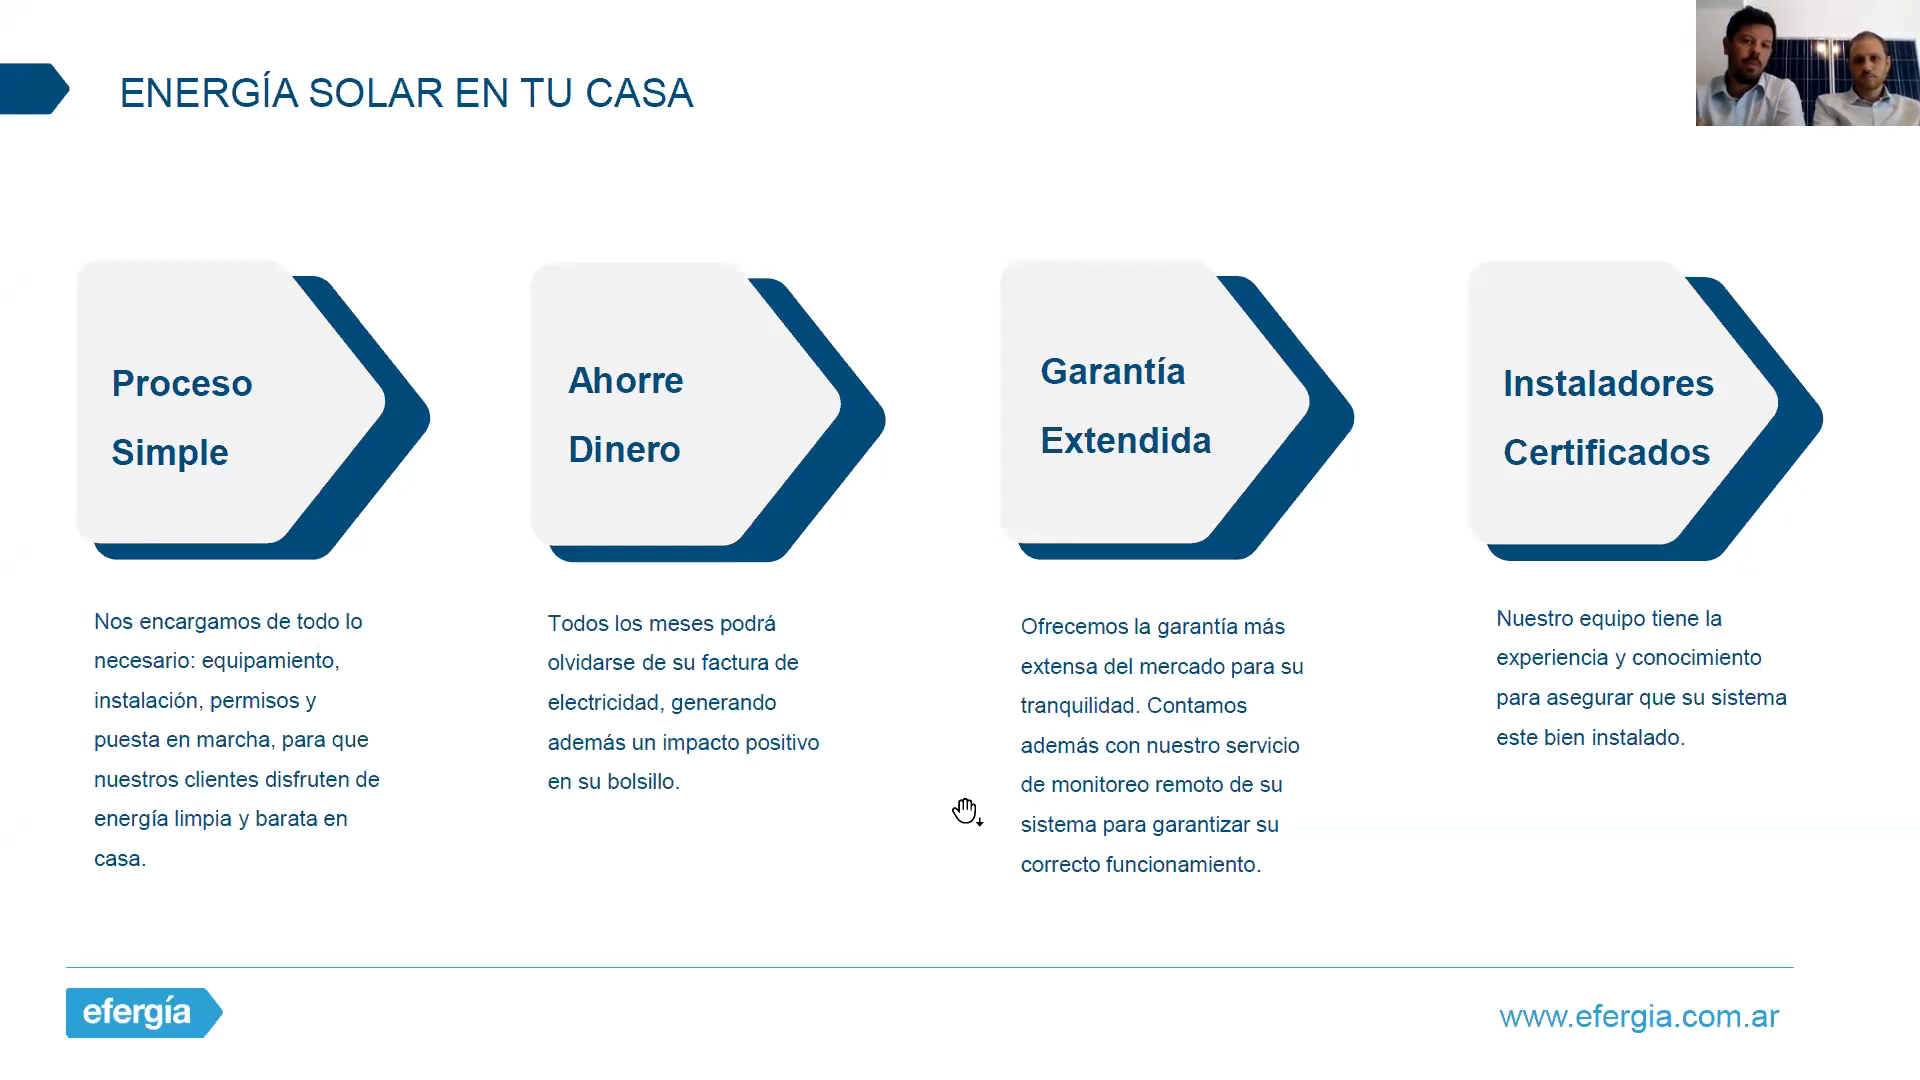 ENERGÍA SOLAR EN TU CASA
Proceso
Simple
Nos encargamos de todo lo
necesario: equipamiento,
instalación, permisos y
puesta en marcha, para que
nuestros clientes disfruten de
energía limpia y barata en
casa.
Ahorre
Dinero
Todos los meses podrá
olvidarse de su factura de
electricidad, generando
además un impacto positivo
en su bolsillo.
Garantía
Extendida
Ofrecemos la garantía más
extensa del mercado para su
tranquilidad. Contamos
además con nuestro servicio
de monitoreo remoto de su
sistema para garantizar su
correcto funcionamiento.
Instaladores
Certificados
Nuestro equipo tiene la
experiencia y conocimiento
para asegurar que su sistema
este bien instalado.
efergía
www.efergia.com.ar